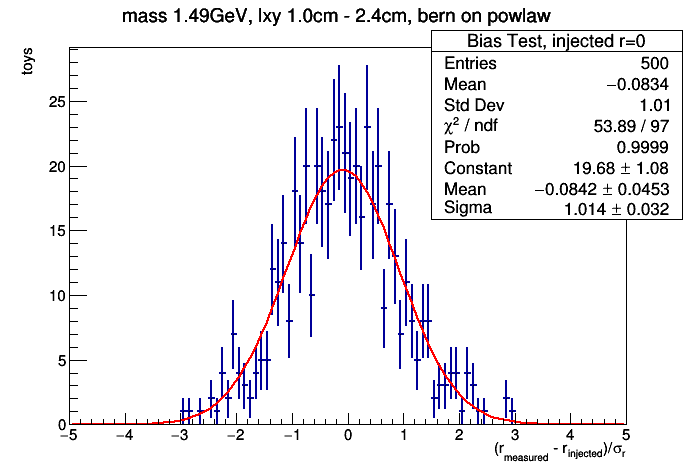 mass 1.49GeV, lxy 1.0cm - 2.4cm, bern on powlaw
Bias Test, injected r=0
Entries 500
Mean −0.0834
Std Dev 1.01
χ² / ndf 53.89 / 97
Prob 0.9999
Constant 19.68 ± 1.08
Mean −0.0842 ± 0.0453
Sigma 1.014 ± 0.032
toys
25
20
15
10
5
0
−5 −4 −3 −2 −1 0 1 2 3 4 5
(r_measured - r_injected)/σ_r